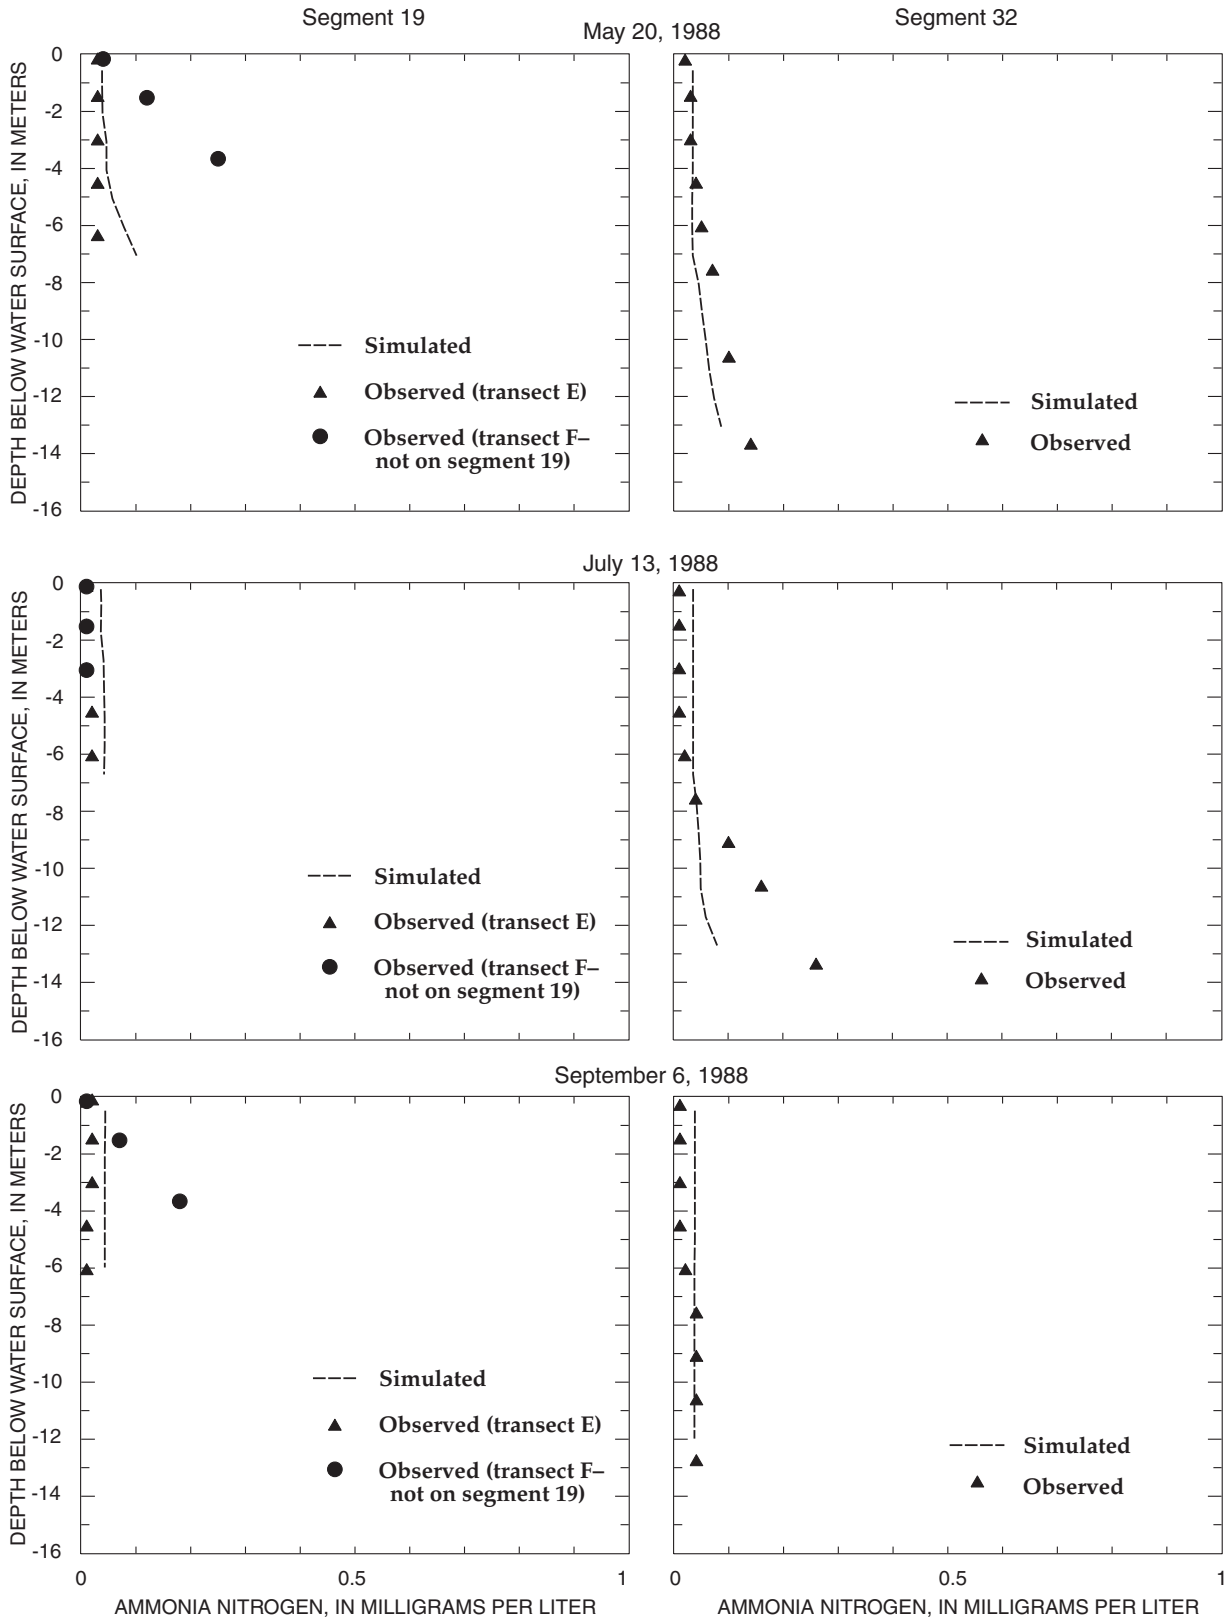 Segment 19
Segment 32
May 20, 1988
DEPTH BELOW WATER SURFACE, IN METERS
0
-2
-4
-6
-8
-10
-12
-14
-16
Simulated
Observed (transect E)
Observed (transect F–
not on segment 19)
Simulated
Observed
July 13, 1988
DEPTH BELOW WATER SURFACE, IN METERS
0
-2
-4
-6
-8
-10
-12
-14
-16
Simulated
Observed (transect E)
Observed (transect F–
not on segment 19)
Simulated
Observed
September 6, 1988
DEPTH BELOW WATER SURFACE, IN METERS
0
-2
-4
-6
-8
-10
-12
-14
-16
Simulated
Observed (transect E)
Observed (transect F–
not on segment 19)
Simulated
Observed
0 0.5 1
0 0.5 1
AMMONIA NITROGEN, IN MILLIGRAMS PER LITER
AMMONIA NITROGEN, IN MILLIGRAMS PER LITER